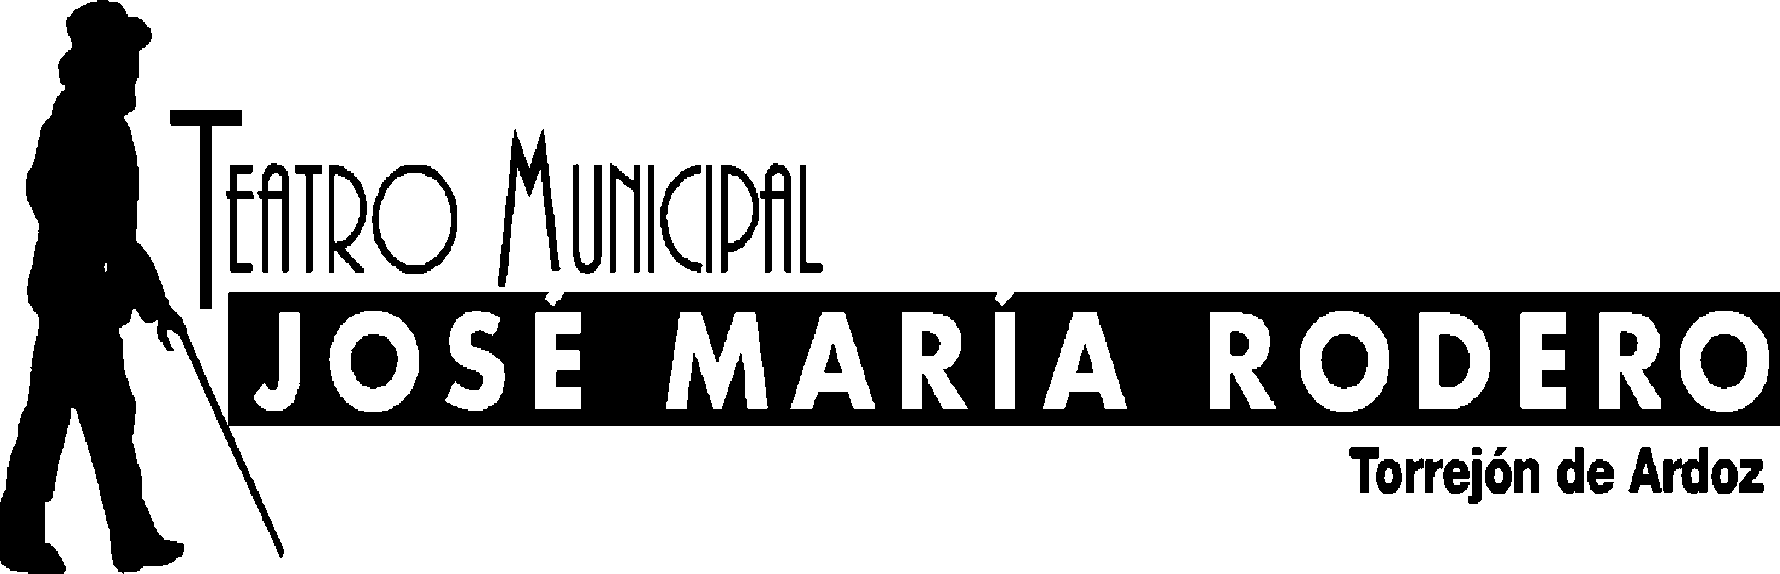 TEATRO MUNICIPAL
JOSÉ MARÍA RODERO
Torrejón de Ardoz